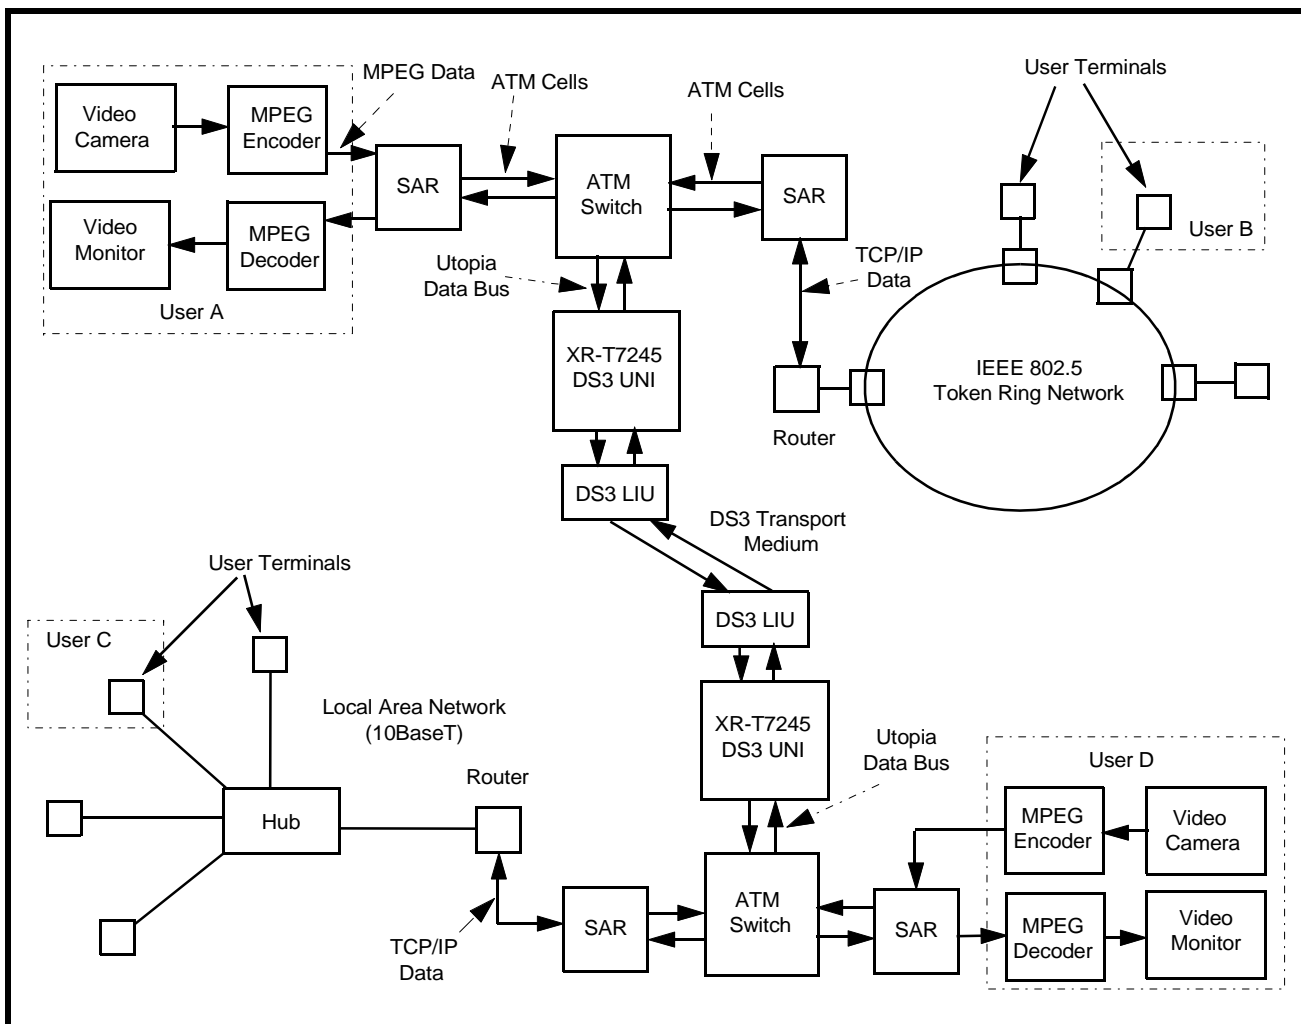 MPEG Data
ATM Cells
ATM Cells
User Terminals
Video
Camera
MPEG
Encoder
SAR
ATM
Switch
SAR
User B
Video
Monitor
MPEG
Decoder
User A
Utopia
Data Bus
TCP/IP
Data
XR-T7245
DS3 UNI
IEEE 802.5
Token Ring Network
Router
DS3 LIU
DS3 Transport
Medium
User Terminals
DS3 LIU
User C
Local Area Network
(10BaseT)
XR-T7245
DS3 UNI
Utopia
Data Bus
User D
Router
Hub
MPEG
Encoder
Video
Camera
SAR
ATM
Switch
SAR
MPEG
Decoder
Video
Monitor
TCP/IP
Data